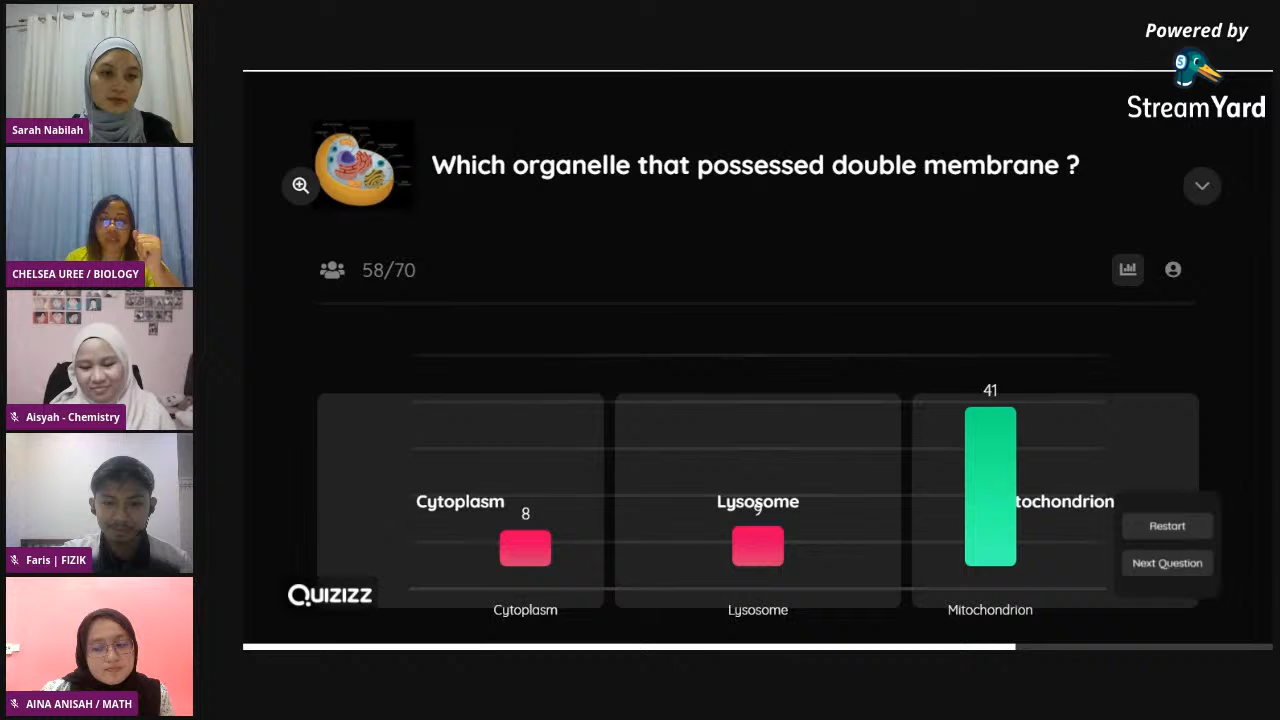 Powered by
StreamYard
Sarah Nabilah
CHELSEA UREE / BIOLOGY
Aisyah - Chemistry
Faris | FIZIK
AINA ANISAH / MATH
Which organelle that possessed double membrane ?
58/70
41
Cytoplasm
Lysosome
tochondrion
8
9
Restart
Next Question
QUIZIZZ
Cytoplasm
Lysosome
Mitochondrion